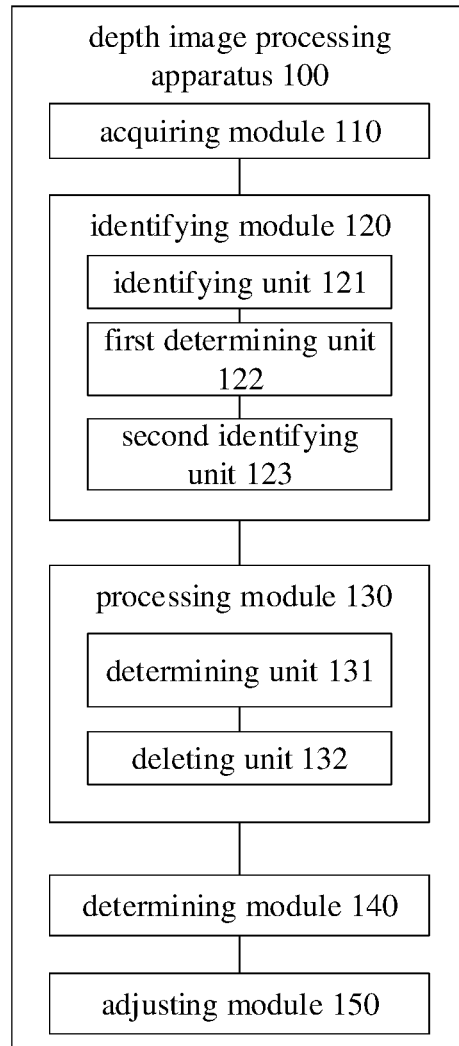 depth image processing
apparatus 100
acquiring module 110
identifying module 120
identifying unit 121
first determining unit
122
second identifying
unit 123
processing module 130
determining unit 131
deleting unit 132
determining module 140
adjusting module 150